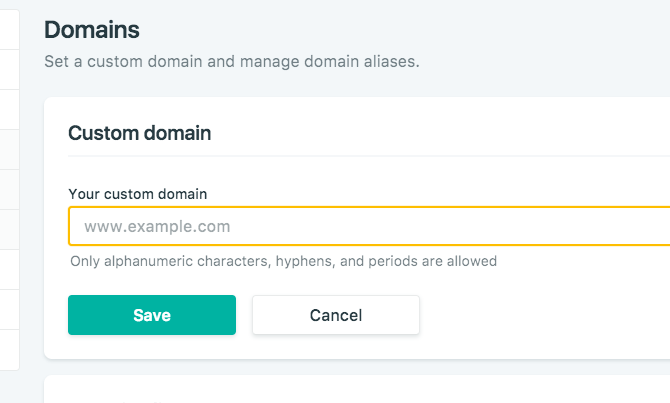 Domains
Set a custom domain and manage domain aliases.
Custom domain
Your custom domain
www.example.com
Only alphanumeric characters, hyphens, and periods are allowed
Save
Cancel